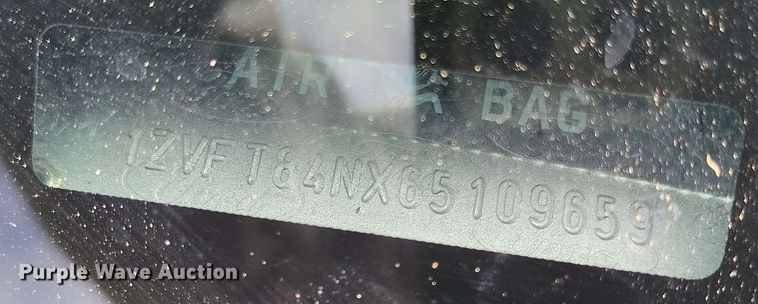 AIR BAG
1ZVFT84NX65109659
Purple Wave Auction